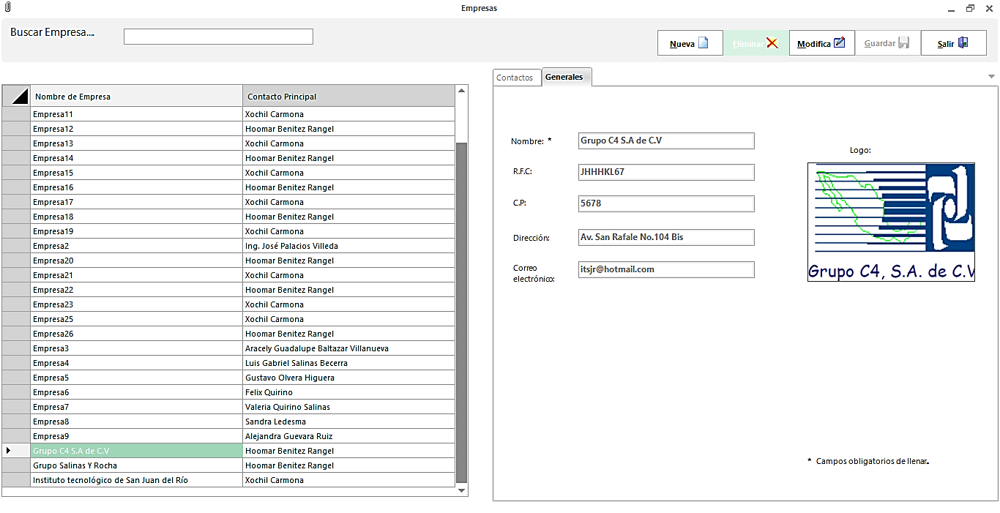 Empresas
Buscar Empresa....
Nueva
Eliminar
Modifica
Guardar
Salir
Nombre de Empresa Contacto Principal
Empresa11 Xochil Carmona
Empresa12 Hoomar Benitez Rangel
Empresa13 Xochil Carmona
Empresa14 Hoomar Benitez Rangel
Empresa15 Xochil Carmona
Empresa16 Hoomar Benitez Rangel
Empresa17 Xochil Carmona
Empresa18 Hoomar Benitez Rangel
Empresa19 Xochil Carmona
Empresa2 Ing. José Palacios Villeda
Empresa20 Hoomar Benitez Rangel
Empresa21 Xochil Carmona
Empresa22 Hoomar Benitez Rangel
Empresa23 Xochil Carmona
Empresa25 Xochil Carmona
Empresa26 Hoomar Benitez Rangel
Empresa3 Aracely Guadalupe Baltazar Villanueva
Empresa4 Luis Gabriel Salinas Becerra
Empresa5 Gustavo Olvera Higuera
Empresa6 Felix Quirino
Empresa7 Valeria Quirino Salinas
Empresa8 Sandra Ledesma
Empresa9 Alejandra Guevara Ruiz
Grupo C4 S.A de C.V Hoomar Benitez Rangel
Grupo Salinas Y Rocha Hoomar Benitez Rangel
Instituto tecnológico de San Juan del Río Xochil Carmona
Contactos Generales
Nombre: * Grupo C4 S.A de C.V
R.F.C: JHHHKL67
C.P: 5678
Dirección: Av. San Rafale No.104 Bis
Correo
electrónico: itsjr@hotmail.com
Logo:
Grupo C4, S.A. de C.V
* Campos obligatorios de llenar..